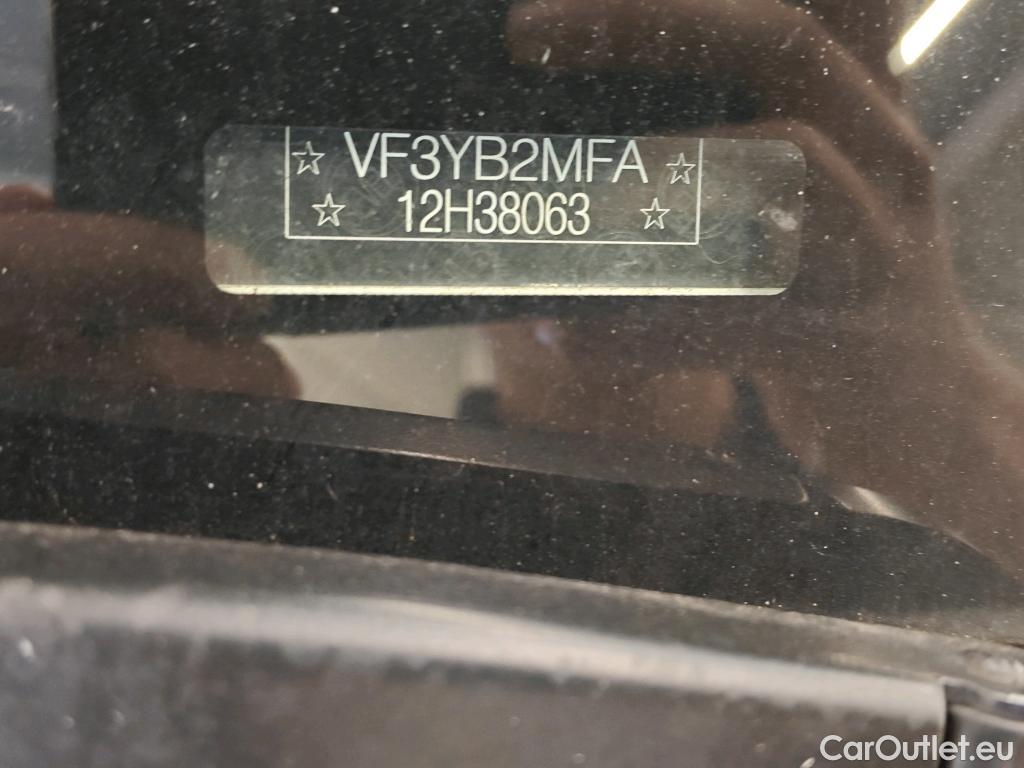 ☆ VF3YB2MFA ☆
☆ 12H38063 ☆
CarOutlet.eu